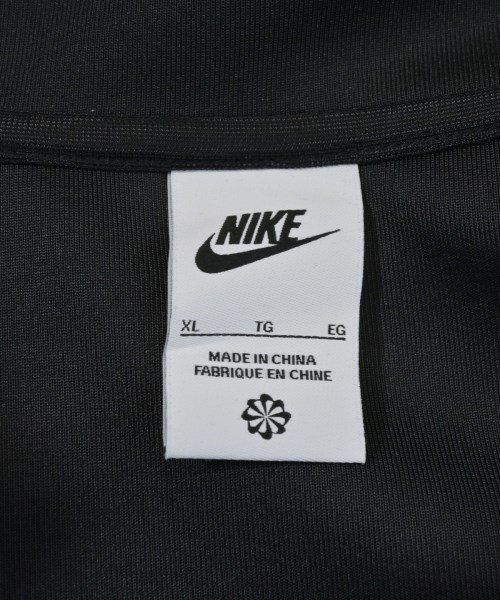 NIKE
XL TG EG
MADE IN CHINA
FABRIQUE EN CHINE